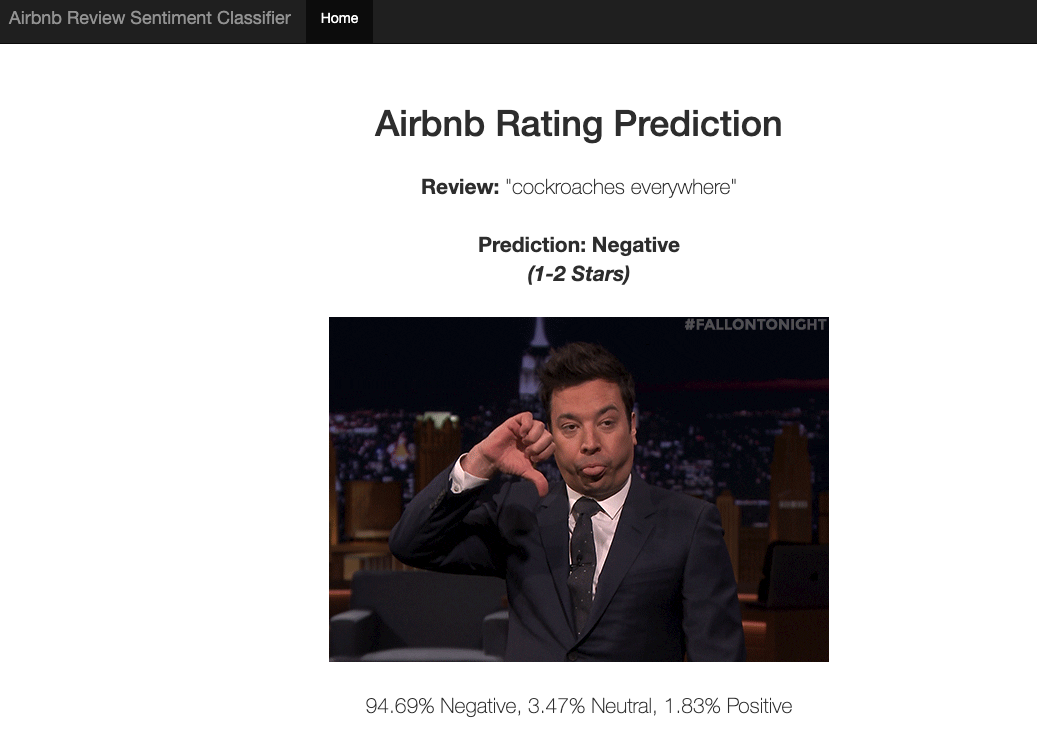 Airbnb Review Sentiment Classifier Home
Airbnb Rating Prediction
Review: "cockroaches everywhere"
Prediction: Negative
(1-2 Stars)
#FALLONTONIGHT
94.69% Negative, 3.47% Neutral, 1.83% Positive